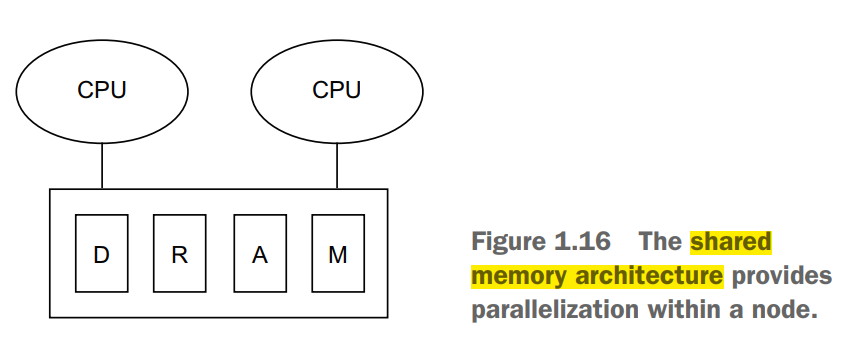 CPU CPU
D R A M
Figure 1.16 The shared
memory architecture provides
parallelization within a node.